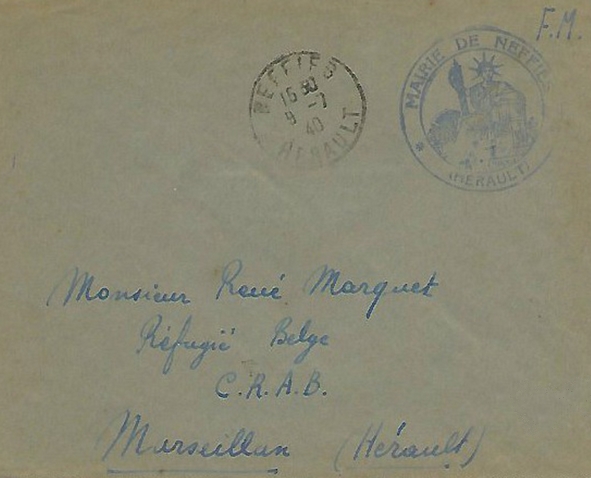 F.M.
MAIRIE DE NEFFIES
* (HERAULT)
NEFFIES
15 30
9 -7
40
HERAULT
Monsieur René Marquet
Réfugié Belge
C.R.A.B.
Marseillan (Hérault)